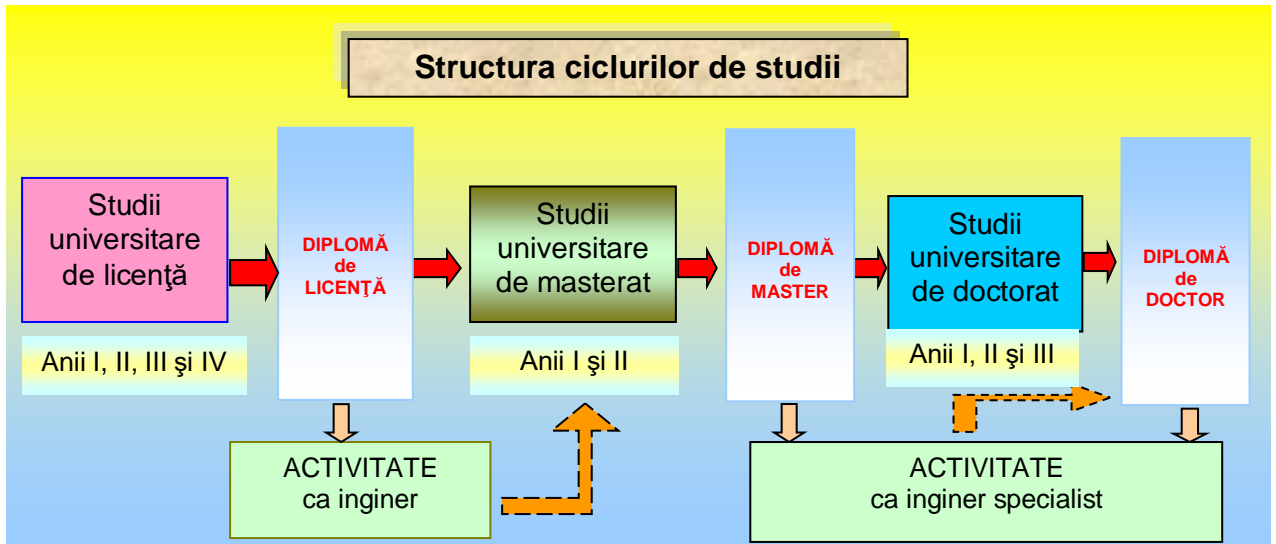 Structura ciclurilor de studii
Studii
universitare
de licenţă
Anii I, II, III şi IV
DIPLOMĂ
de
LICENŢĂ
Studii
universitare
de masterat
Anii I şi II
DIPLOMĂ
de
MASTER
Studii
universitare
de doctorat
Anii I, II şi III
DIPLOMĂ
de
DOCTOR
ACTIVITATE
ca inginer
ACTIVITATE
ca inginer specialist